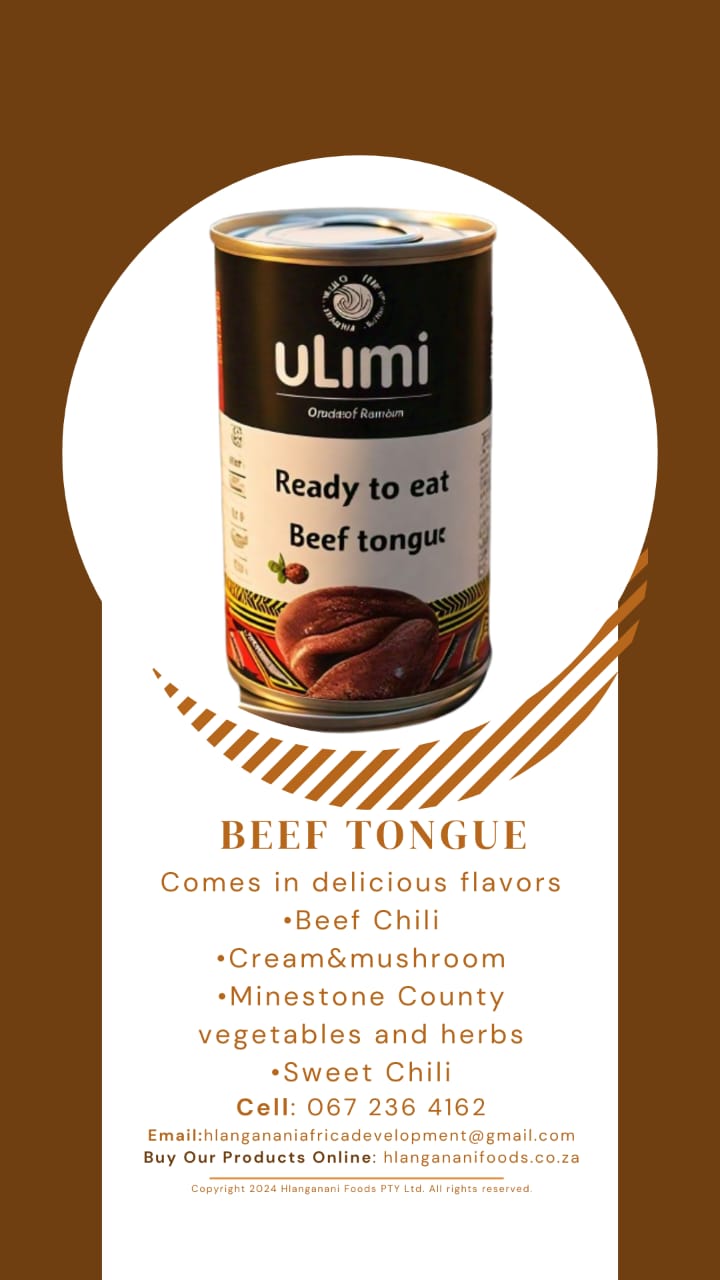 uLimi
Ready to eat
Beef tongue
BEEF TONGUE
Comes in delicious flavors
•Beef Chili
•Cream&mushroom
•Minestone County
vegetables and herbs
•Sweet Chili
Cell: 067 236 4162
Email:hlangananiafricadevelopment@gmail.com
Buy Our Products Online: hlangananifoods.co.za
Copyright 2024 Hlanganani Foods PTY Ltd. All rights reserved.